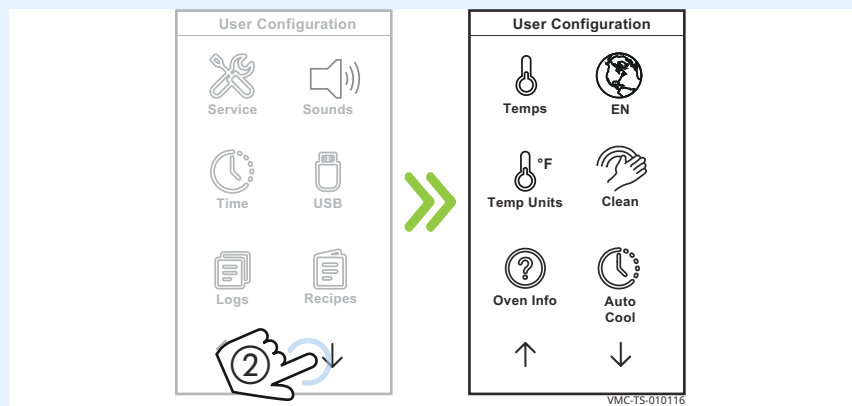 User Configuration
Service
Sounds
Time
USB
Logs
Recipes
2
User Configuration
Temps
EN
°F
Temp Units
Clean
?
Oven Info
Auto
Cool
VMC-TS-010116